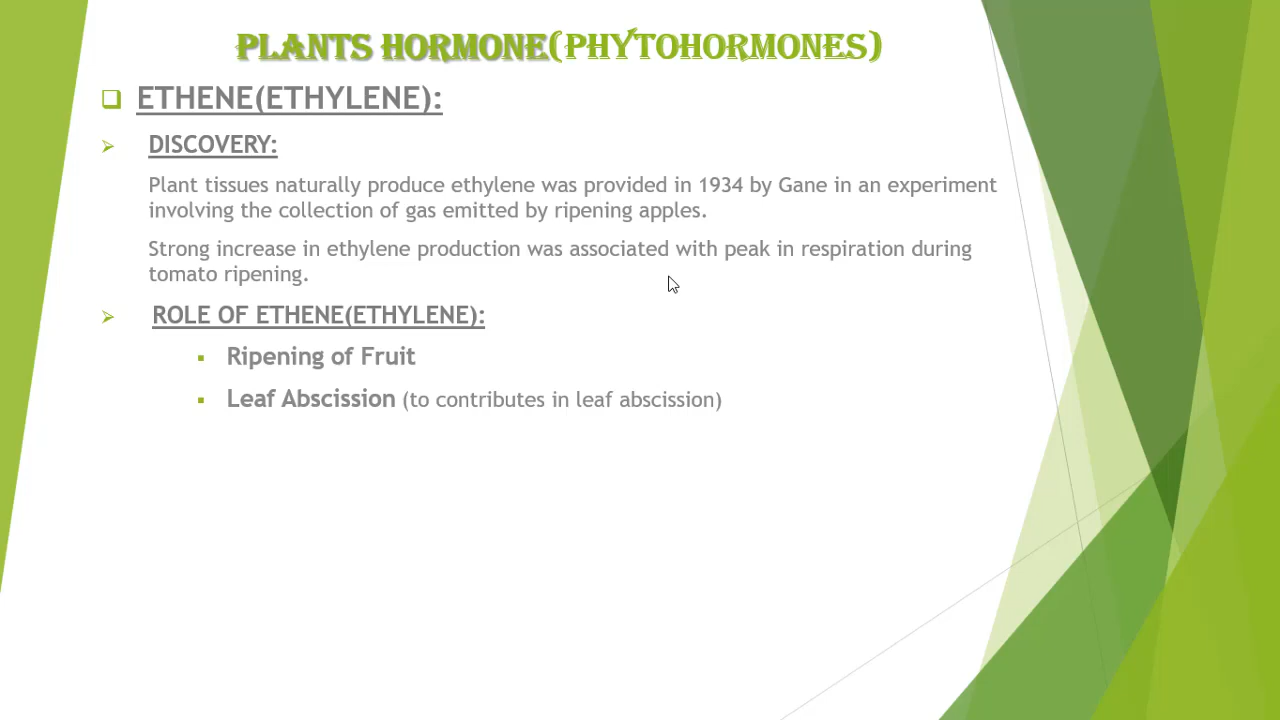 PLANTS HORMONE(PHYTOHORMONES)
ETHENE(ETHYLENE):
DISCOVERY:
Plant tissues naturally produce ethylene was provided in 1934 by Gane in an experiment
involving the collection of gas emitted by ripening apples.
Strong increase in ethylene production was associated with peak in respiration during
tomato ripening.
ROLE OF ETHENE(ETHYLENE):
Ripening of Fruit
Leaf Abscission (to contributes in leaf abscission)